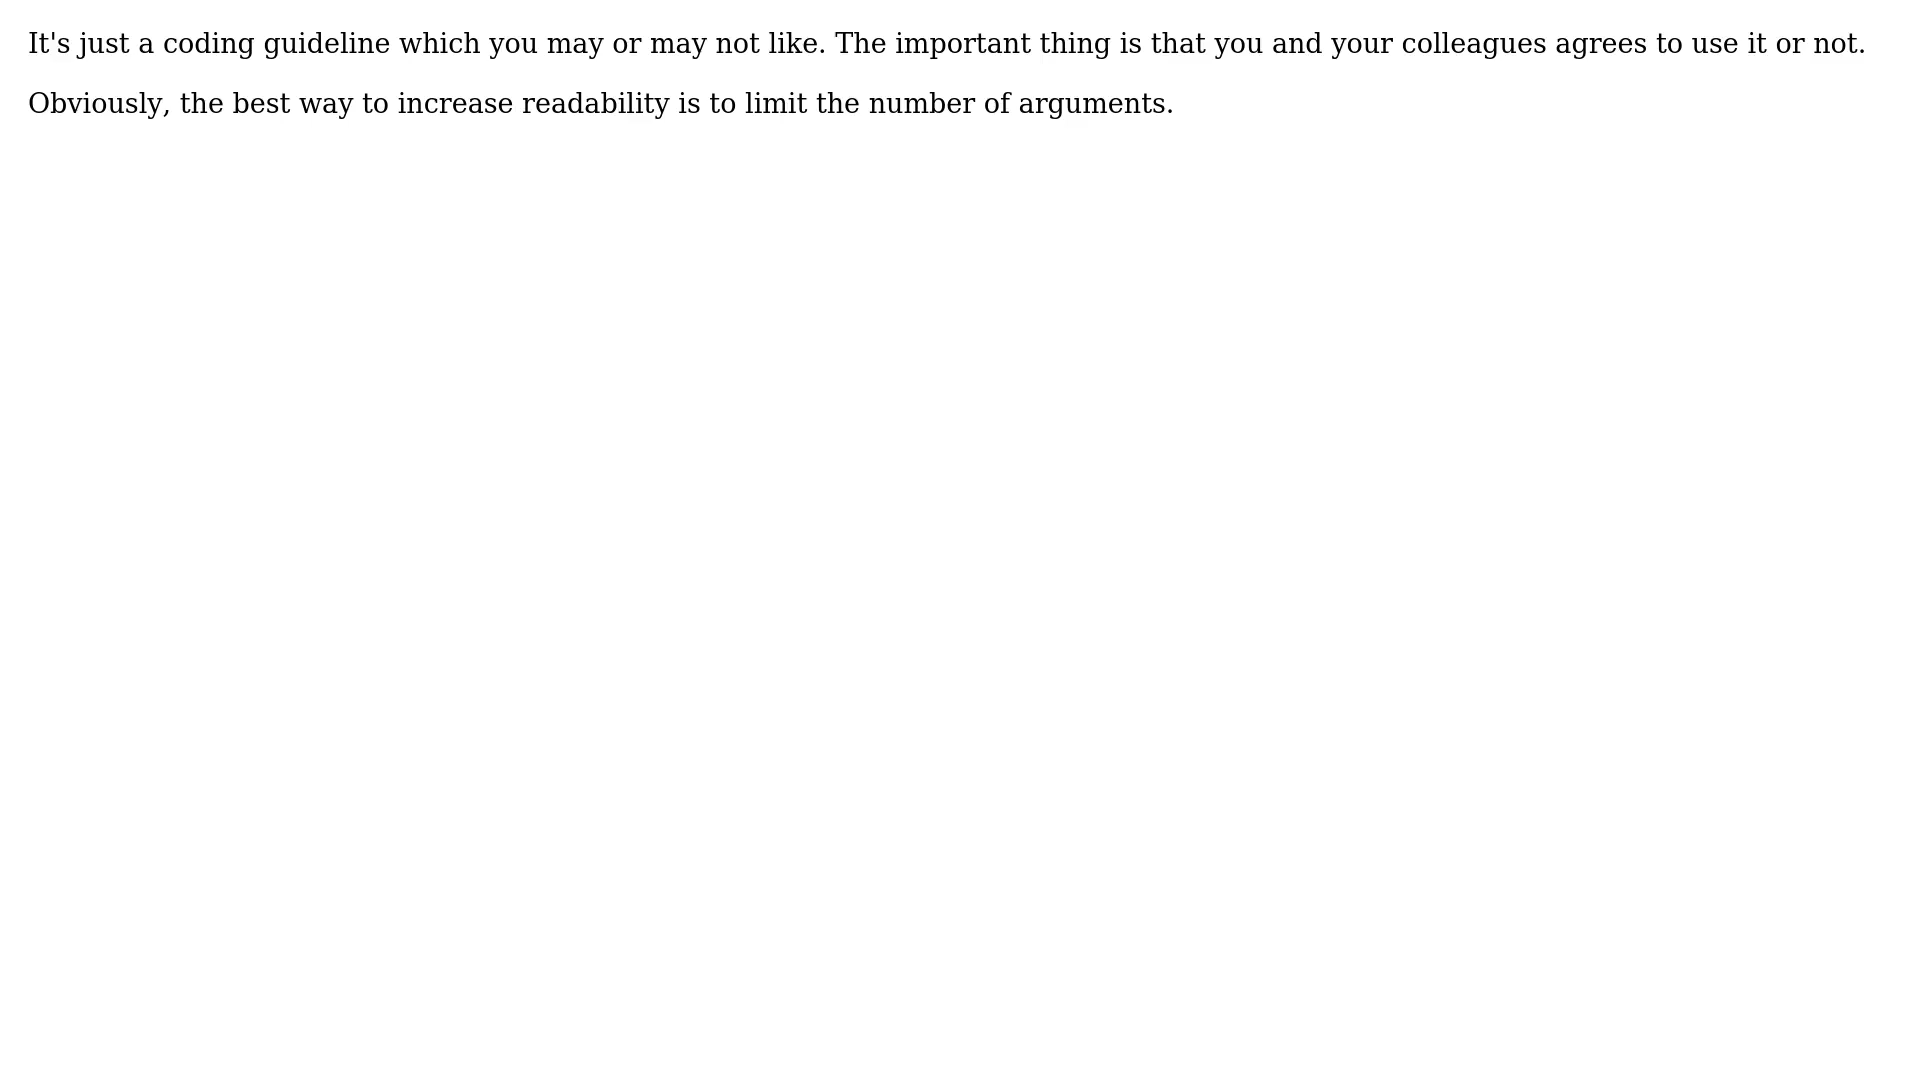 It's just a coding guideline which you may or may not like. The important thing is that you and your colleagues agrees to use it or not.
Obviously, the best way to increase readability is to limit the number of arguments.